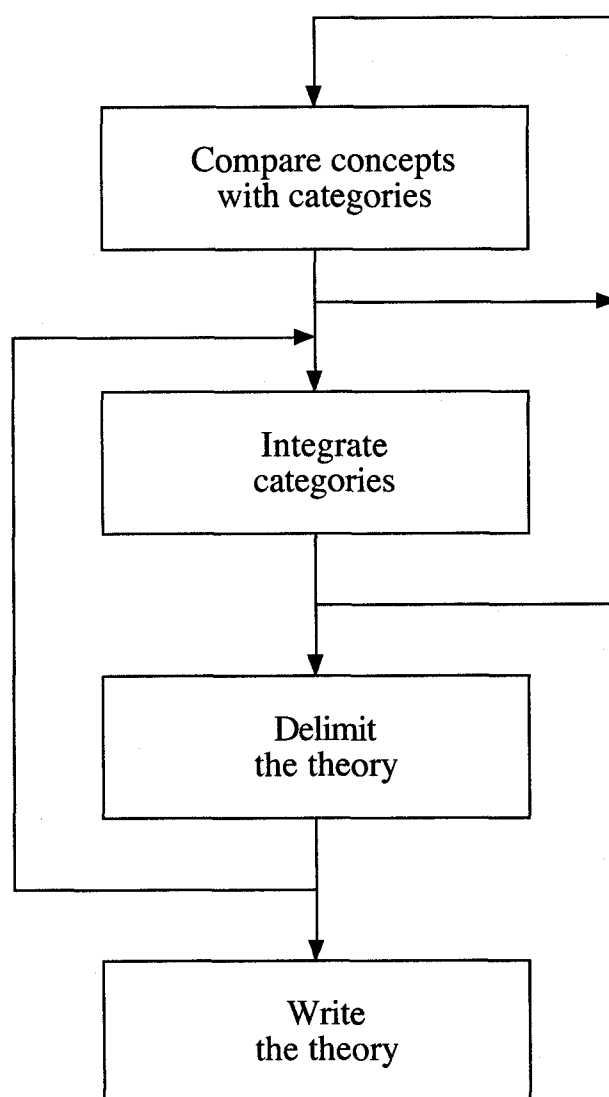 Compare concepts
with categories
Integrate
categories
Delimit
the theory
Write
the theory